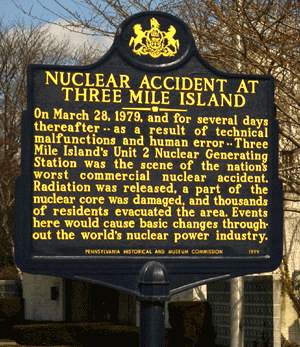 NUCLEAR ACCIDENT AT
THREE MILE ISLAND
On March 28, 1979, and for several days
thereafter -- as a result of technical
malfunctions and human error -- Three
Mile Island's Unit 2 Nuclear Generating
Station was the scene of the nation's
worst commercial nuclear accident.
Radiation was released, a part of the
nuclear core was damaged, and thousands
of residents evacuated the area. Events
here would cause basic changes through-
out the world's nuclear power industry.
PENNSYLVANIA HISTORICAL AND MUSEUM COMMISSION 1999